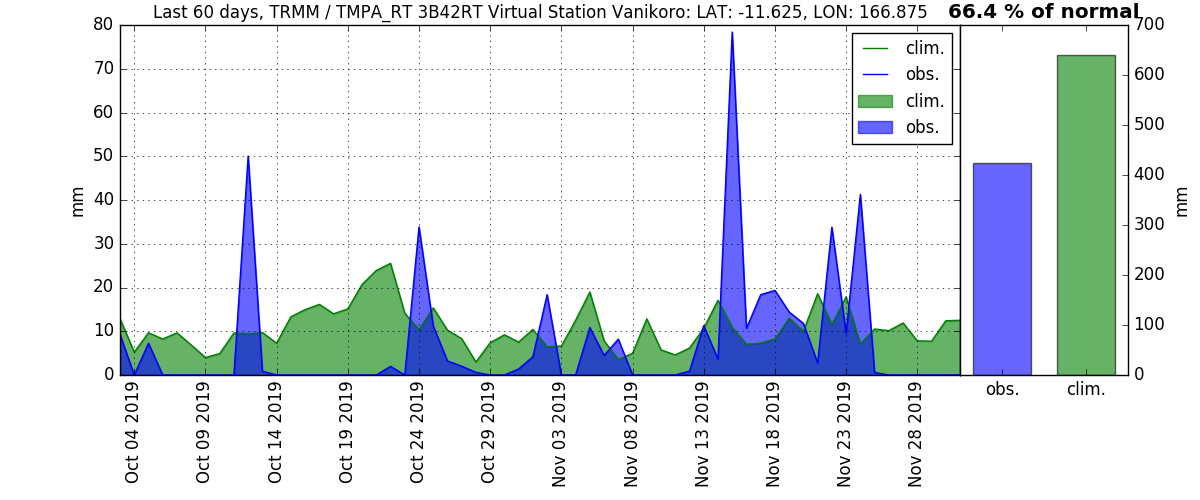 Last 60 days, TRMM / TMPA_RT 3B42RT Virtual Station Vanikoro: LAT: -11.625, LON: 166.875
66.4 % of normal
80
70
60
50
40
30
20
10
0
mm
clim.
obs.
clim.
obs.
Oct 04 2019
Oct 09 2019
Oct 14 2019
Oct 19 2019
Oct 24 2019
Oct 29 2019
Nov 03 2019
Nov 08 2019
Nov 13 2019
Nov 18 2019
Nov 23 2019
Nov 28 2019
700
600
500
400
300
200
100
0
mm
obs.
clim.